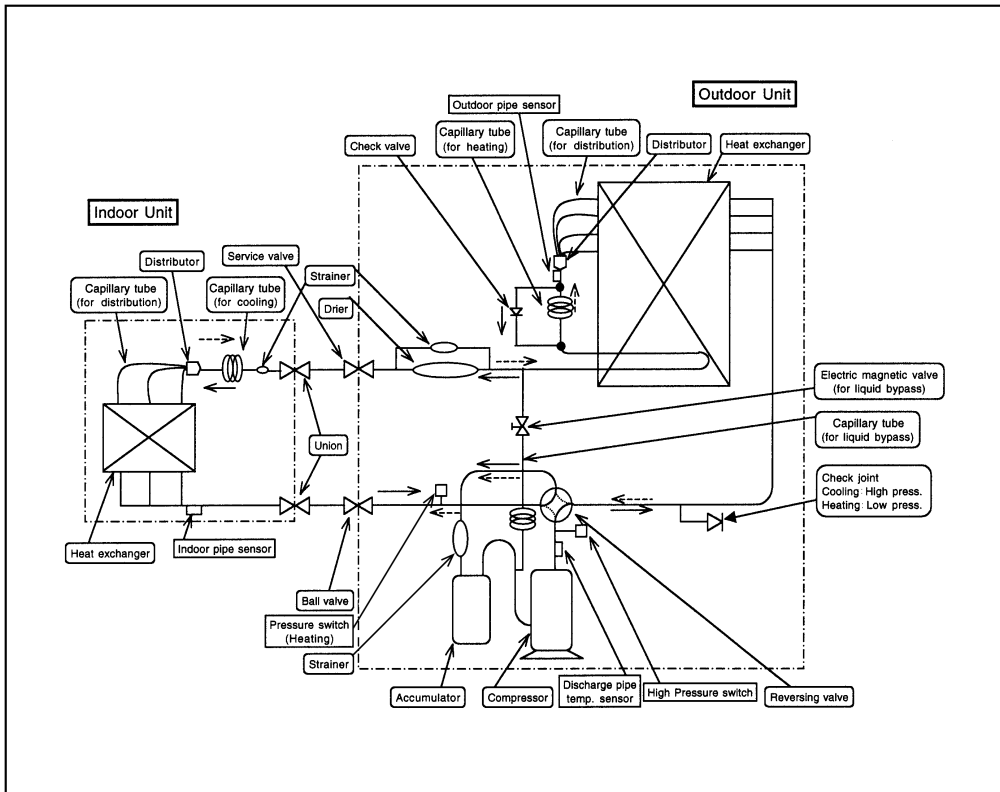 Outdoor Unit
Outdoor pipe sensor
Capillary tube
(for heating)
Capillary tube
(for distribution)
Check valve
Distributor
Heat exchanger
Indoor Unit
Distributor
Service valve
Strainer
Capillary tube
(for distribution)
Capillary tube
(for cooling)
Drier
Electric magnetic valve
(for liquid bypass)
Capillary tube
(for liquid bypass)
Union
Check joint
Cooling: High press.
Heating: Low press.
Heat exchanger
Indoor pipe sensor
Ball valve
Pressure switch
(Heating)
Strainer
Accumulator
Compressor
Discharge pipe
temp. sensor
High Pressure switch
Reversing valve